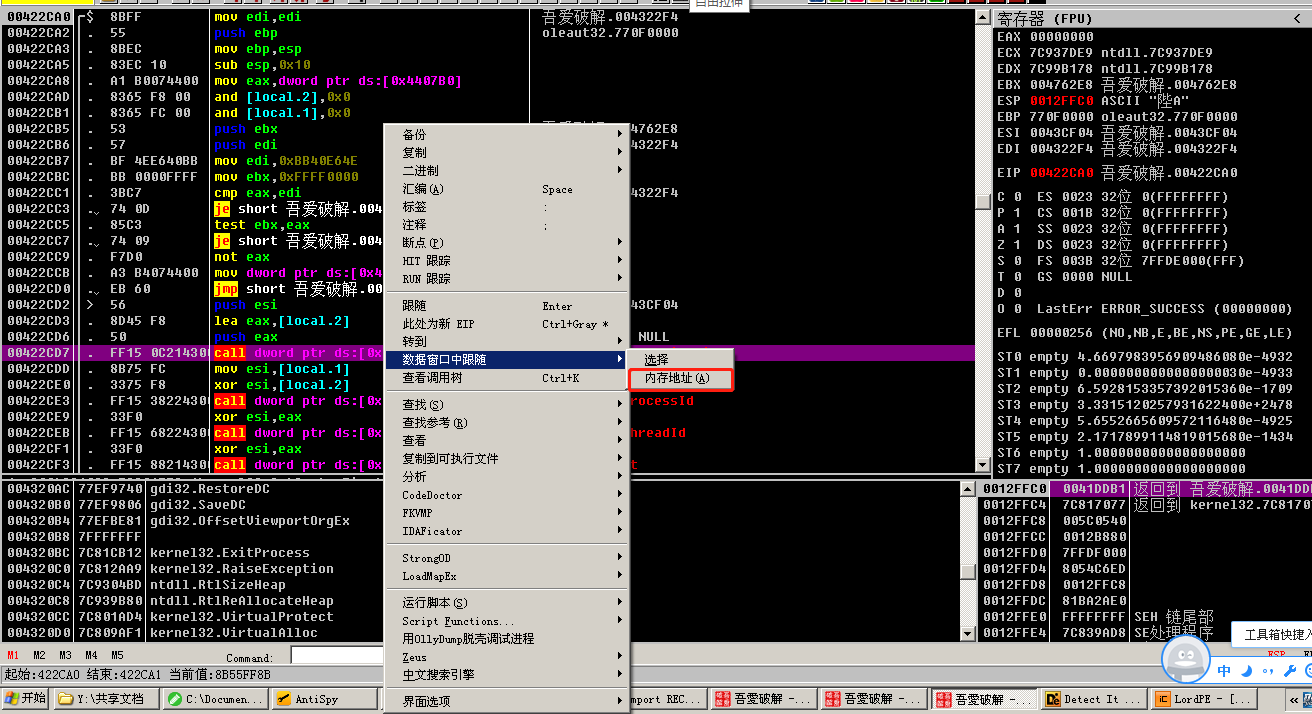 自由拉伸
00422CA0 $ 8BFF mov edi,edi 吾爱破解.004322F4
00422CA2 . 55 push ebp oleaut32.770F0000
00422CA3 . 8BEC mov ebp,esp
00422CA5 . 83EC 10 sub esp,0x10
00422CA8 . A1 B0074400 mov eax,dword ptr ds:[0x4407B0]
00422CAD . 8365 F8 00 and [local.2],0x0
00422CB1 . 8365 FC 00 and [local.1],0x0
00422CB5 . 53 push ebx 4762E8
00422CB6 . 57 push edi 4322F4
00422CB7 . BF 4EE640BB mov edi,0xBB40E64E
00422CBC . BB 0000FFFF mov ebx,0xFFFF0000
00422CC1 . 3BC7 cmp eax,edi 4322F4
00422CC3 . 74 0D je short 吾爱破解.004
00422CC5 . 85C3 test ebx,eax
00422CC7 . 74 09 je short 吾爱破解.004
00422CC9 . F7D0 not eax
00422CCB . A3 B4074400 mov dword ptr ds:[0x4
00422CD0 . EB 60 jmp short 吾爱破解.00
00422CD2 > 56 push esi 43CF04
00422CD3 . 8D45 F8 lea eax,[local.2]
00422CD6 . 50 push eax NULL
00422CD7 . FF15 0C214300 call dword ptr ds:[0x
00422CDD . 8B75 FC mov esi,[local.1]
00422CE0 . 3375 F8 xor esi,[local.2]
00422CE3 . FF15 38224300 call dword ptr ds:[0x rocessId
00422CE9 . 33F0 xor esi,eax
00422CEB . FF15 68224300 call dword ptr ds:[0x hreadId
00422CF1 . 33F0 xor esi,eax
00422CF3 . FF15 88214300 call dword ptr ds:[0x t
备份
复制
二进制
汇编(A) Space
标签 :
注释 ;
断点(P)
HIT 跟踪
RUN 跟踪
跟随 Enter
此处为新 EIP Ctrl+Gray *
转到
数据窗口中跟随
查看调用树 Ctrl+K
查找(S)
查找参考(R)
查看
复制到可执行文件
分析
CodeDoctor
FKVMP
IDAFicator
StrongOD
LoadMapEx
运行脚本(S)
Script Functions...
用OllyDump脱壳调试进程
Zeus
中文搜索引擎
界面选项
选择
内存地址(A)
寄存器 (FPU) <
EAX 00000000
ECX 7C937DE9 ntdll.7C937DE9
EDX 7C99B178 ntdll.7C99B178
EBX 004762E8 吾爱破解.004762E8
ESP 0012FFC0 ASCII "陛A"
EBP 770F0000 oleaut32.770F0000
ESI 0043CF04 吾爱破解.0043CF04
EDI 004322F4 吾爱破解.004322F4
EIP 00422CA0 吾爱破解.00422CA0
C 0 ES 0023 32位 0(FFFFFFFF)
P 1 CS 001B 32位 0(FFFFFFFF)
A 1 SS 0023 32位 0(FFFFFFFF)
Z 1 DS 0023 32位 0(FFFFFFFF)
S 0 FS 003B 32位 7FFDE000(FFF)
T 0 GS 0000 NULL
D 0
O 0 LastErr ERROR_SUCCESS (00000000)
EFL 00000256 (NO,NB,E,BE,NS,PE,GE,LE)
ST0 empty 4.6697283956909486080e-4932
ST1 empty 0.0000000000000000000e-4933
ST2 empty 6.5928153357392015360e-1709
ST3 empty 3.3315120257931622400e+2478
ST4 empty 5.6552665609572116480e-4925
ST5 empty 2.1717899114819015680e-1434
ST6 empty 1.0000000000000000000
ST7 empty 1.0000000000000000000
004320AC 77EF9740 gdi32.RestoreDC
004320B0 77EF9806 gdi32.SaveDC
004320B4 77EFBE81 gdi32.OffsetViewportOrgEx
004320B8 7FFFFFFF
004320BC 7C81CB12 kernel32.ExitProcess
004320C0 7C812AA9 kernel32.RaiseException
004320C4 7C9304BD ntdll.RtlSizeHeap
004320C8 7C939B80 ntdll.RtlReAllocateHeap
004320CC 7C801AD4 kernel32.VirtualProtect
004320D0 7C809AF1 kernel32.VirtualAlloc
0012FFC0 0041DDB1 返回到 吾爱破解.0041DD
0012FFC4 7C817077 返回到 kernel32.7C8170
0012FFC8 005C0540
0012FFCC 0012B880
0012FFD0 7FFDF000
0012FFD4 8054C6ED
0012FFD8 0012FFC8
0012FFDC 81BA2AE0
0012FFE0 FFFFFFFF SEH 链尾部
0012FFE4 7C839AD8 SE处理程序
工具箱快捷入
M1 M2 M3 M4 M5 Command: ESP
起始:422CA0 结束:422CA1 当前值:8B55FF8B
中
开始 Y:\共享文档 C:\Documen... AntiSpy mport REC... 吾爱破解 -... 吾爱破解 -... 吾爱破解 -... Detect It ... LordPE - [... «